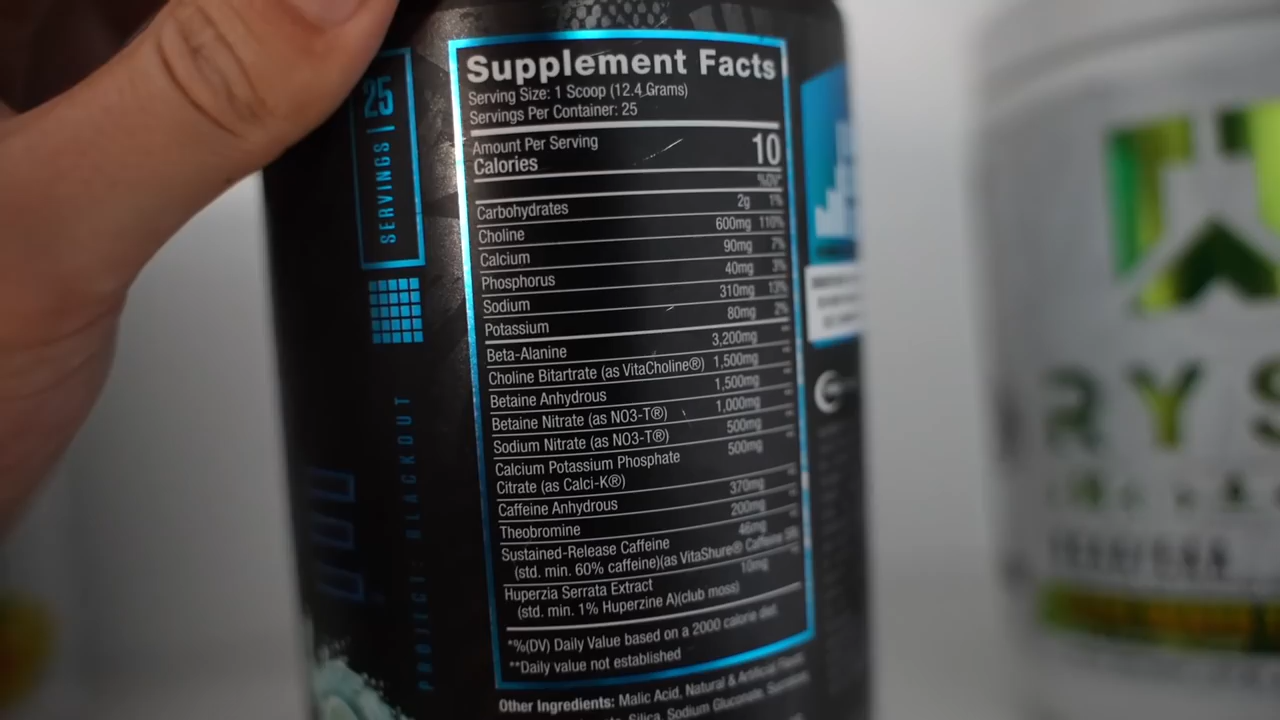 25
SERVINGS
PROJECT: BLACKOUT
Supplement Facts
Serving Size: 1 Scoop (12.4 Grams)
Servings Per Container: 25
Amount Per Serving
Calories 10
%DV*
Carbohydrates 2g 1%
Choline 600mg 110%
Calcium 90mg 7%
Phosphorus 40mg 3%
Sodium 310mg 13%
Potassium 80mg 2%
Beta-Alanine 3,200mg **
Choline Bitartrate (as VitaCholine®) 1,500mg **
Betaine Anhydrous 1,500mg **
Betaine Nitrate (as NO3-T®) 1,000mg **
Sodium Nitrate (as NO3-T®) 500mg **
Calcium Potassium Phosphate 500mg **
Citrate (as Calci-K®)
Caffeine Anhydrous 370mg
Theobromine 200mg
Sustained-Release Caffeine 46mg
(std. min. 60% caffeine)(as VitaShure® Caffeine
Huperzia Serrata Extract 10mg
(std. min. 1% Huperzine A)(club moss)
*%(DV) Daily Value based on a 2000 calorie diet.
**Daily value not established
Other Ingredients: Malic Acid, Natural & Artificial Flavors,
Silica, Sodium Gluconate, Sucralose,
RYS